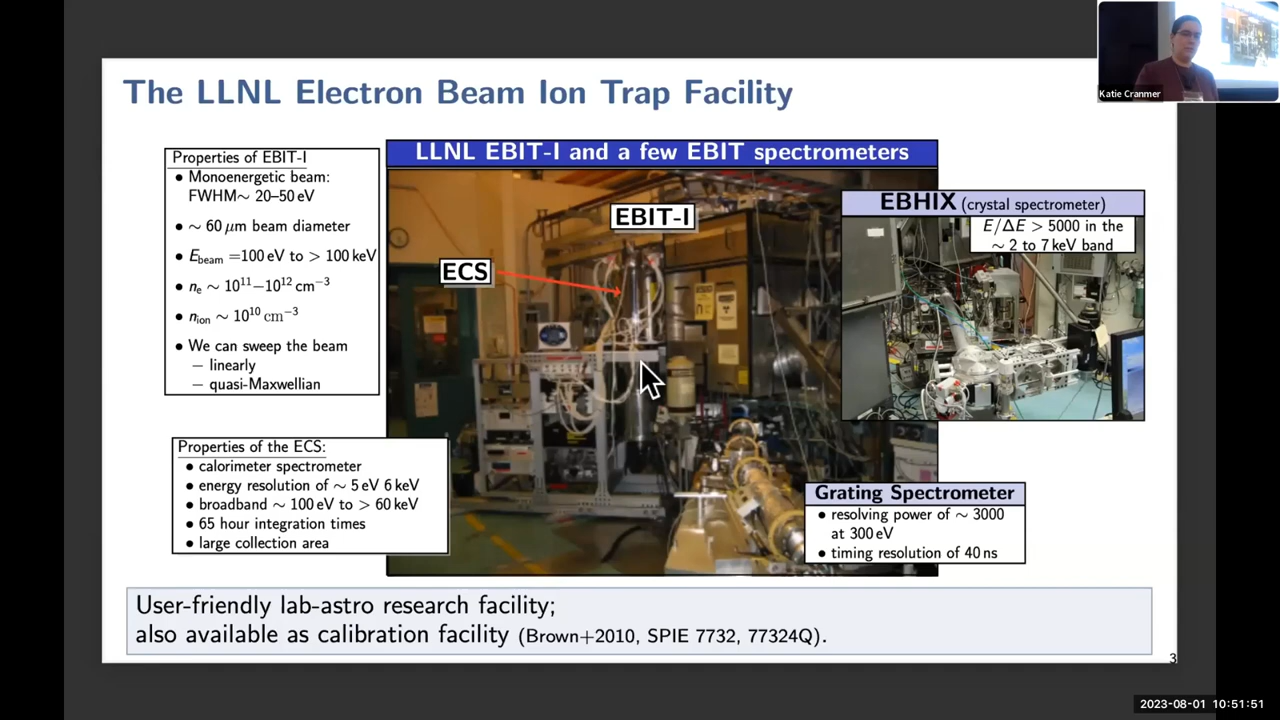 The LLNL Electron Beam Ion Trap Facility
Properties of EBIT-I
• Monoenergetic beam:
FWHM∼ 20–50 eV
• ∼ 60 μm beam diameter
• E_beam =100 eV to > 100 keV
• n_e ∼ 10^11−10^12 cm^−3
• n_ion ∼ 10^10 cm^−3
• We can sweep the beam
− linearly
− quasi-Maxwellian
Properties of the ECS:
• calorimeter spectrometer
• energy resolution of ∼ 5 eV 6 keV
• broadband ∼ 100 eV to > 60 keV
• 65 hour integration times
• large collection area
LLNL EBIT-I and a few EBIT spectrometers
EBIT-I
ECS
EBHIX (crystal spectrometer)
E/ΔE > 5000 in the
∼ 2 to 7 keV band
Grating Spectrometer
• resolving power of ∼ 3000
at 300 eV
• timing resolution of 40 ns
User-friendly lab-astro research facility;
also available as calibration facility (Brown+2010, SPIE 7732, 77324Q).
3
Katie Cranmer
2023-08-01 10:51:51